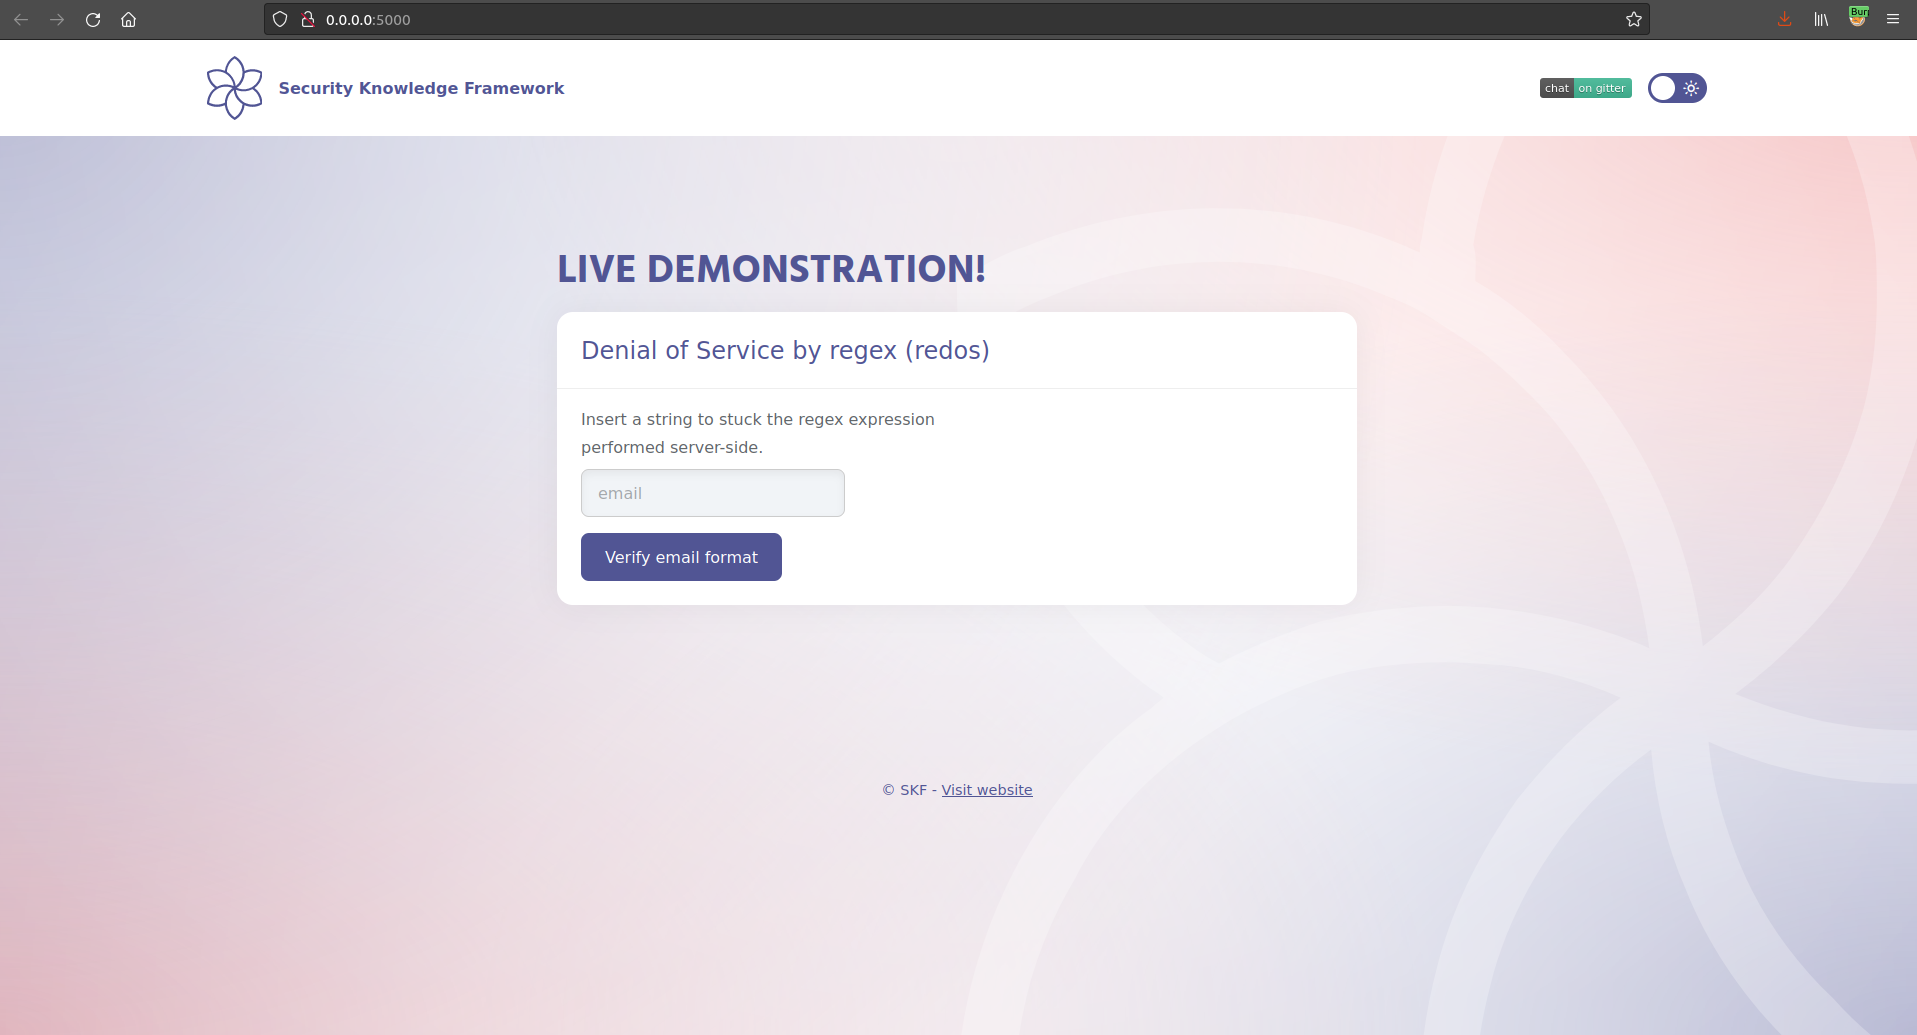 0.0.0.0:5000
Bur
Security Knowledge Framework
chat on gitter
LIVE DEMONSTRATION!
Denial of Service by regex (redos)
Insert a string to stuck the regex expression
performed server-side.
email
Verify email format
© SKF - Visit website